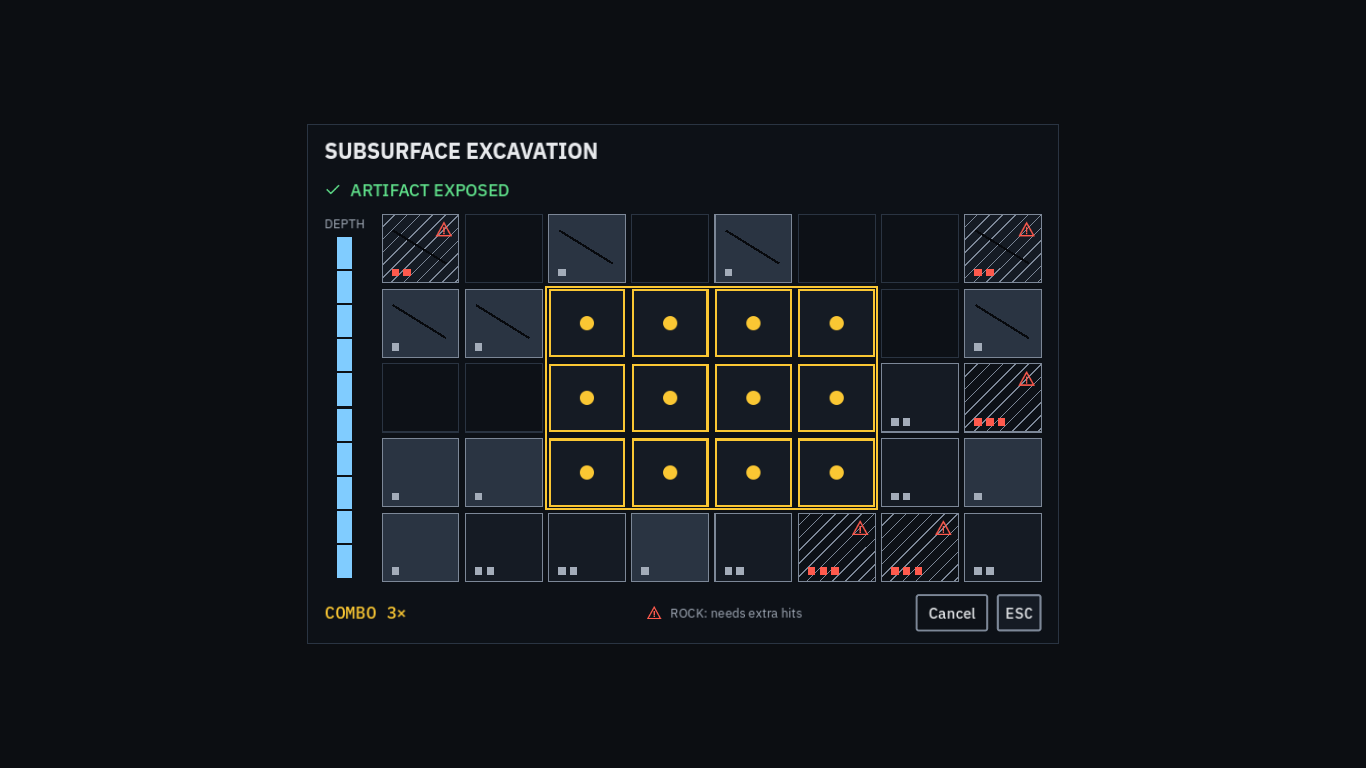 SUBSURFACE EXCAVATION
ARTIFACT EXPOSED
DEPTH
COMBO 3×
ROCK: needs extra hits
Cancel
ESC